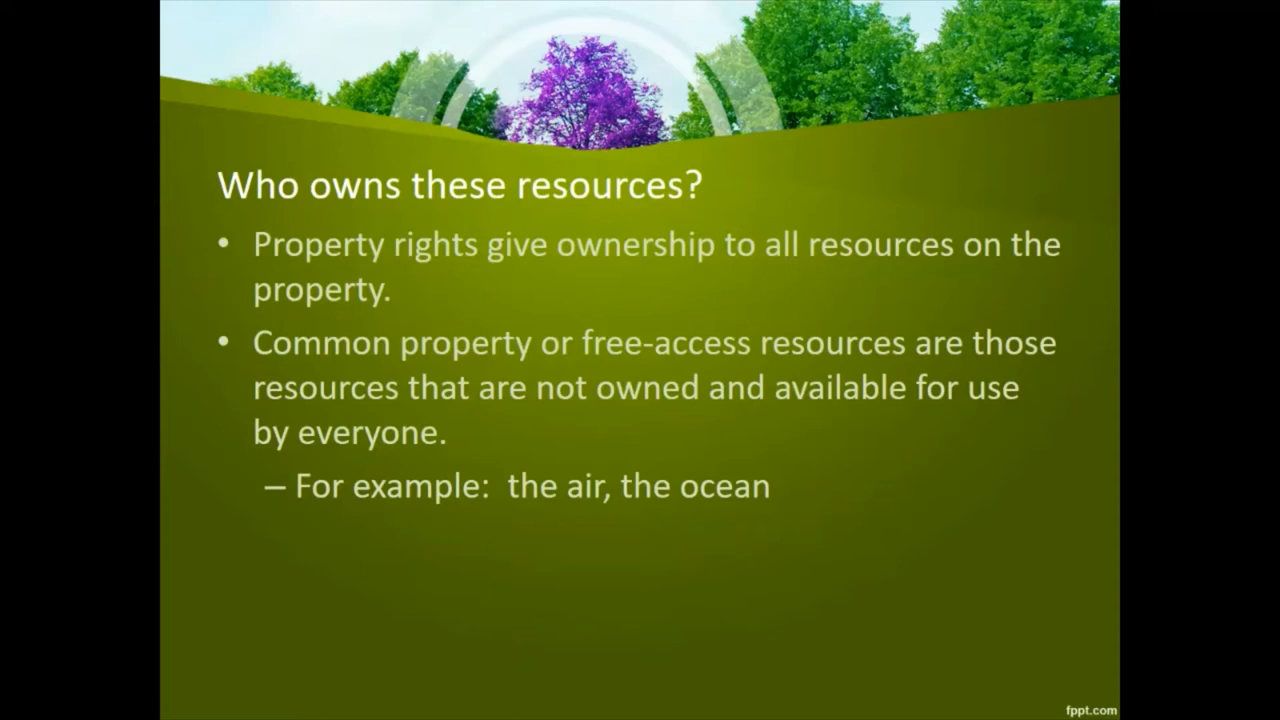 Who owns these resources?
• Property rights give ownership to all resources on the
property.
• Common property or free-access resources are those
resources that are not owned and available for use
by everyone.
– For example:  the air, the ocean
fppt.com